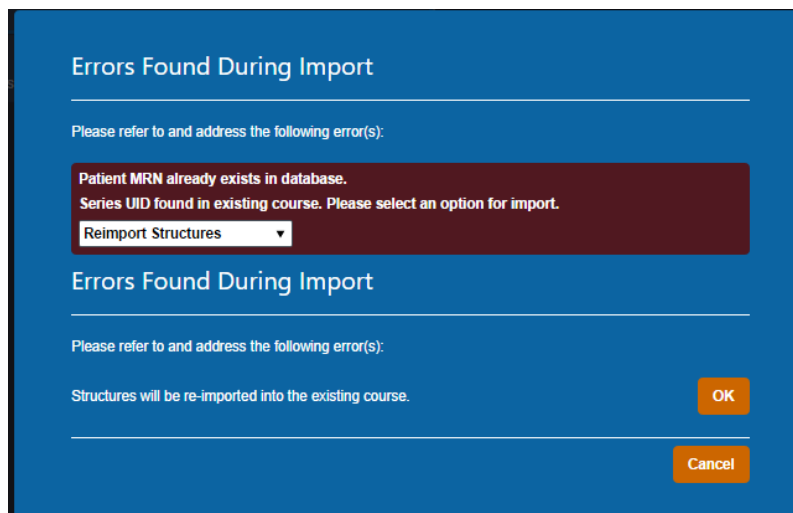 Errors Found During Import
Please refer to and address the following error(s):
Patient MRN already exists in database.
Series UID found in existing course. Please select an option for import.
Reimport Structures
Errors Found During Import
Please refer to and address the following error(s):
Structures will be re-imported into the existing course.
OK
Cancel